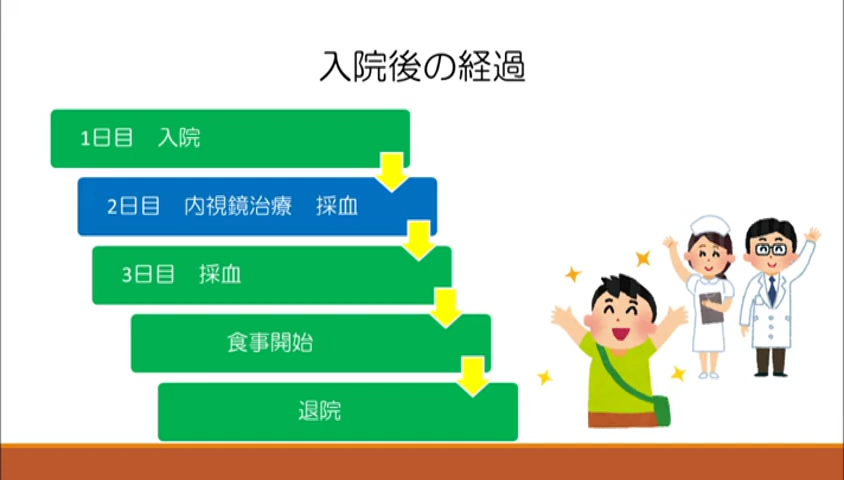 入院後の経過
1日目　入院
2日目　内視鏡治療　採血
3日目　採血
食事開始
退院